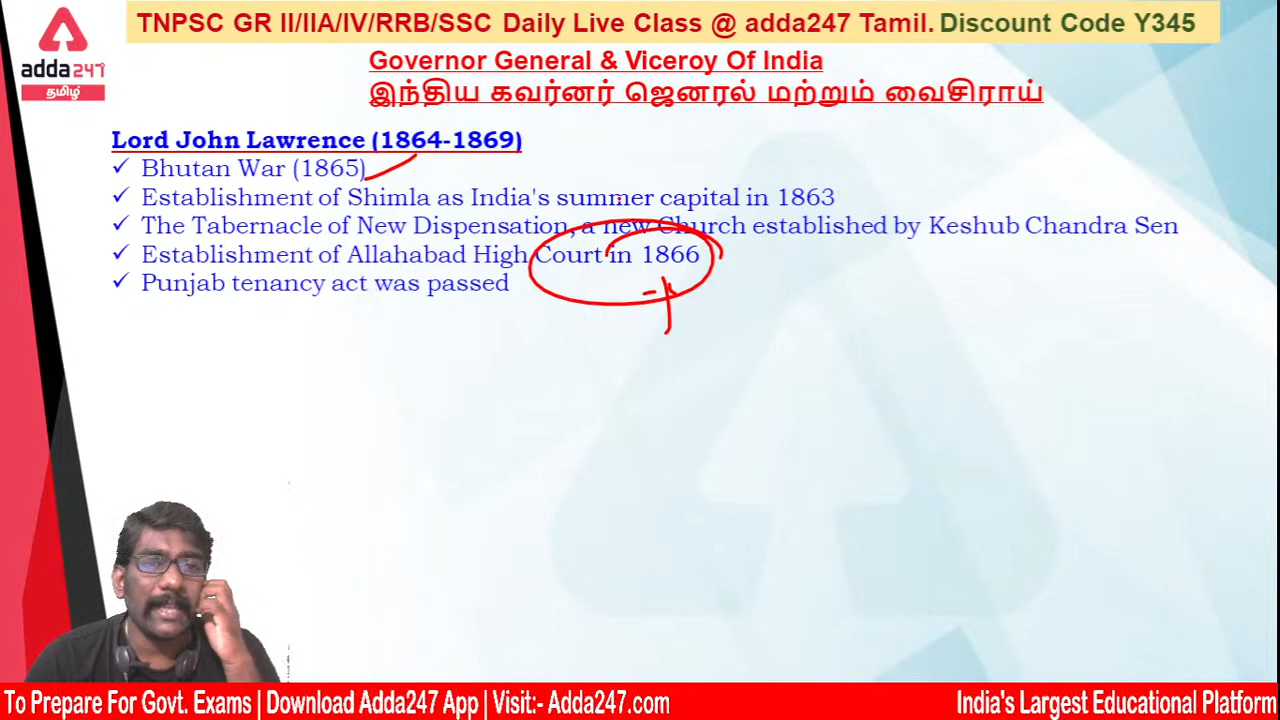 TNPSC GR II/IIA/IV/RRB/SSC Daily Live Class @ adda247 Tamil. Discount Code Y345
adda247
தமிழ்
Governor General & Viceroy Of India
இந்திய கவர்னர் ஜெனரல் மற்றும் வைசிராய்
Lord John Lawrence (1864-1869)
✓ Bhutan War (1865)
✓ Establishment of Shimla as India's summer capital in 1863
✓ The Tabernacle of New Dispensation, a new Church established by Keshub Chandra Sen
✓ Establishment of Allahabad High Court in 1866
✓ Punjab tenancy act was passed
To Prepare For Govt. Exams | Download Adda247 App | Visit:- Adda247.com
India's Largest Educational Platform